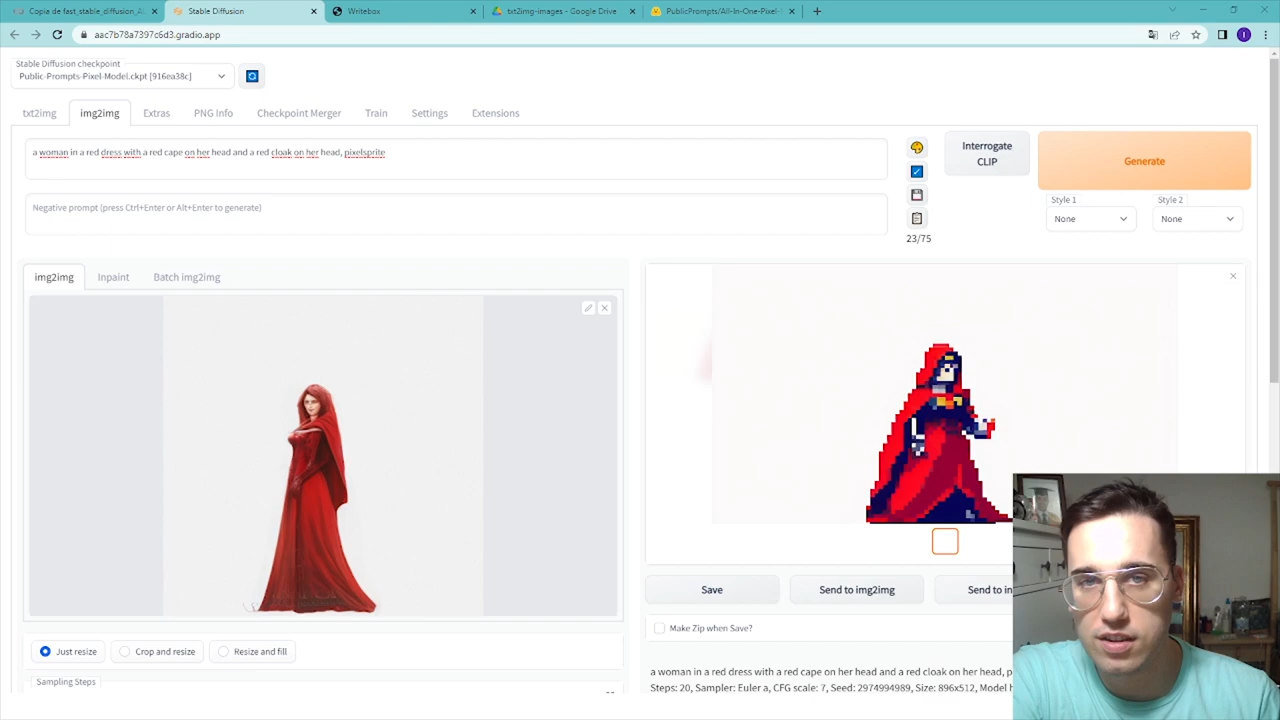 Copia de fast_stable_diffusion_AU
Stable Diffusion
Writebox
txt2img-images - Google Drive
PublicPrompts/All-In-One-Pixel-
aac7b78a7397c6d3.gradio.app
Stable Diffusion checkpoint
Public-Prompts-Pixel-Model.ckpt [916ea38c]
txt2img
img2img
Extras
PNG Info
Checkpoint Merger
Train
Settings
Extensions
a woman in a red dress with a red cape on her head and a red cloak on her head, pixelsprite
Interrogate
CLIP
Generate
Negative prompt (press Ctrl+Enter or Alt+Enter to generate)
Style 1
Style 2
None
None
23/75
img2img
Inpaint
Batch img2img
Save
Send to img2img
Send to in
Make Zip when Save?
Just resize
Crop and resize
Resize and fill
a woman in a red dress with a red cape on her head and a red cloak on her head, p
Sampling Steps
Steps: 20, Sampler: Euler a, CFG scale: 7, Seed: 2974994989, Size: 896x512, Model h